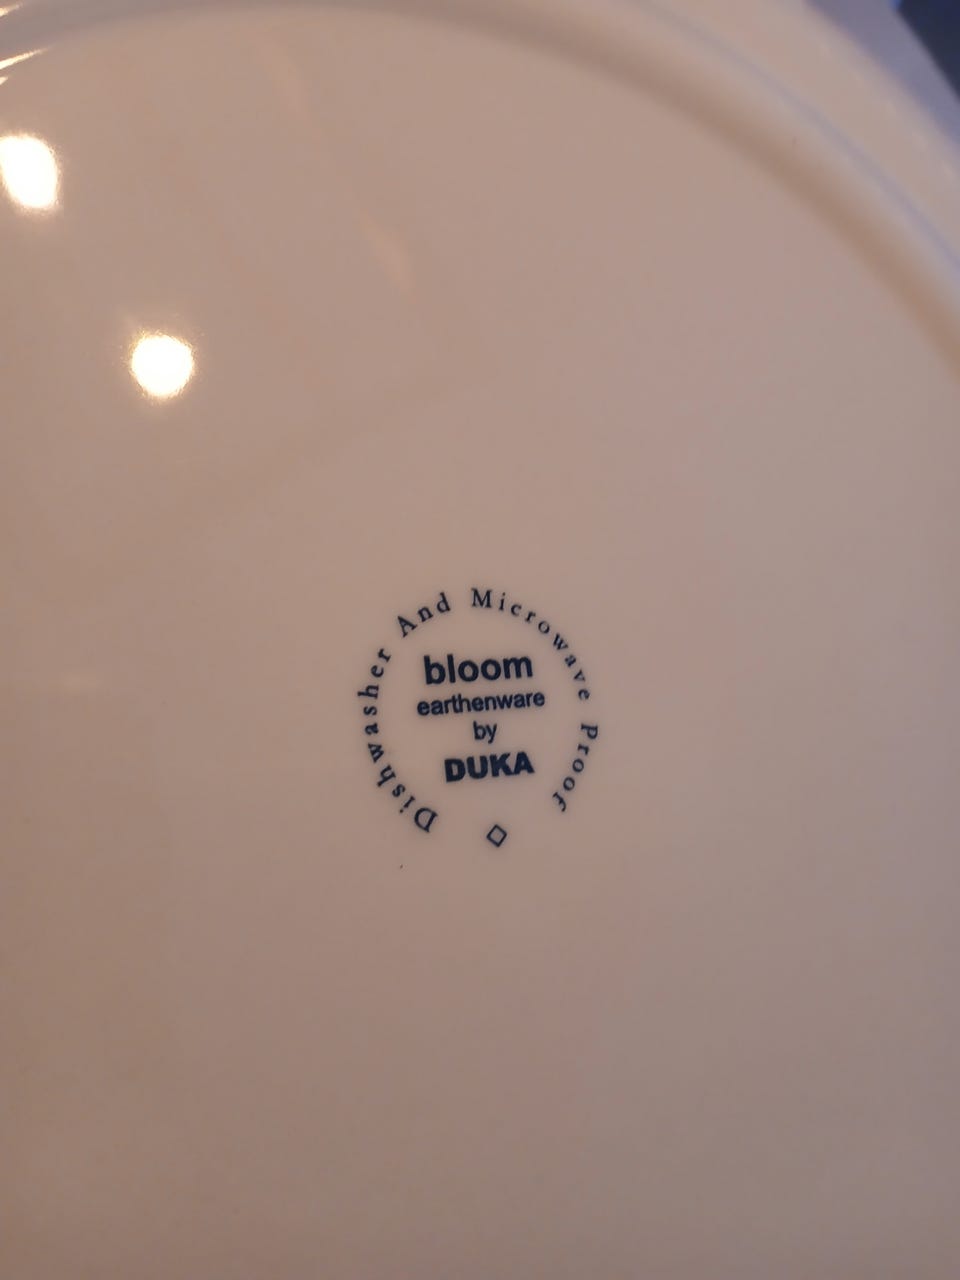 Dishwasher And Microwave Proof
bloom
earthenware
by
DUKA